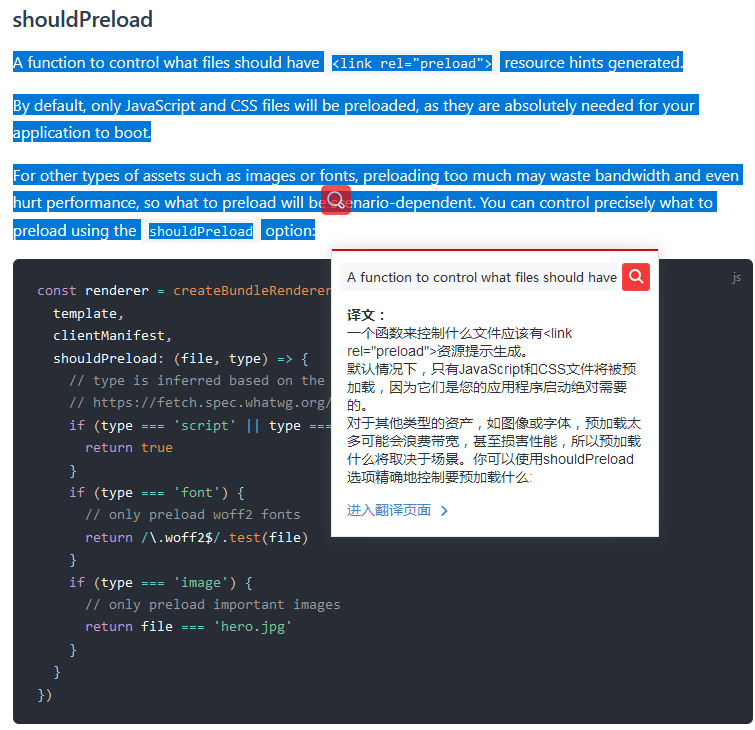 shouldPreload
A function to control what files should have <link rel="preload"> resource hints generated.
By default, only JavaScript and CSS files will be preloaded, as they are absolutely needed for your
application to boot.
For other types of assets such as images or fonts, preloading too much may waste bandwidth and even
hurt performance, so what to preload will be scenario-dependent. You can control precisely what to
preload using the shouldPreload option:
js
const renderer = createBundleRenderer
template,
clientManifest,
shouldPreload: (file, type) => {
// type is inferred based on the
// https://fetch.spec.whatwg.org/
if (type === 'script' || type ===
return true
}
if (type === 'font') {
// only preload woff2 fonts
return /\.woff2$/.test(file)
}
if (type === 'image') {
// only preload important images
return file === 'hero.jpg'
}
}
})
A function to control what files should have
译文：
一个函数来控制什么文件应该有<link
rel="preload">资源提示生成。
默认情况下，只有JavaScript和CSS文件将被预
加载，因为它们是您的应用程序启动绝对需要
的。
对于其他类型的资产，如图像或字体，预加载太
多可能会浪费带宽，甚至损害性能，所以预加载
什么将取决于场景。你可以使用shouldPreload
选项精确地控制要预加载什么:
进入翻译页面